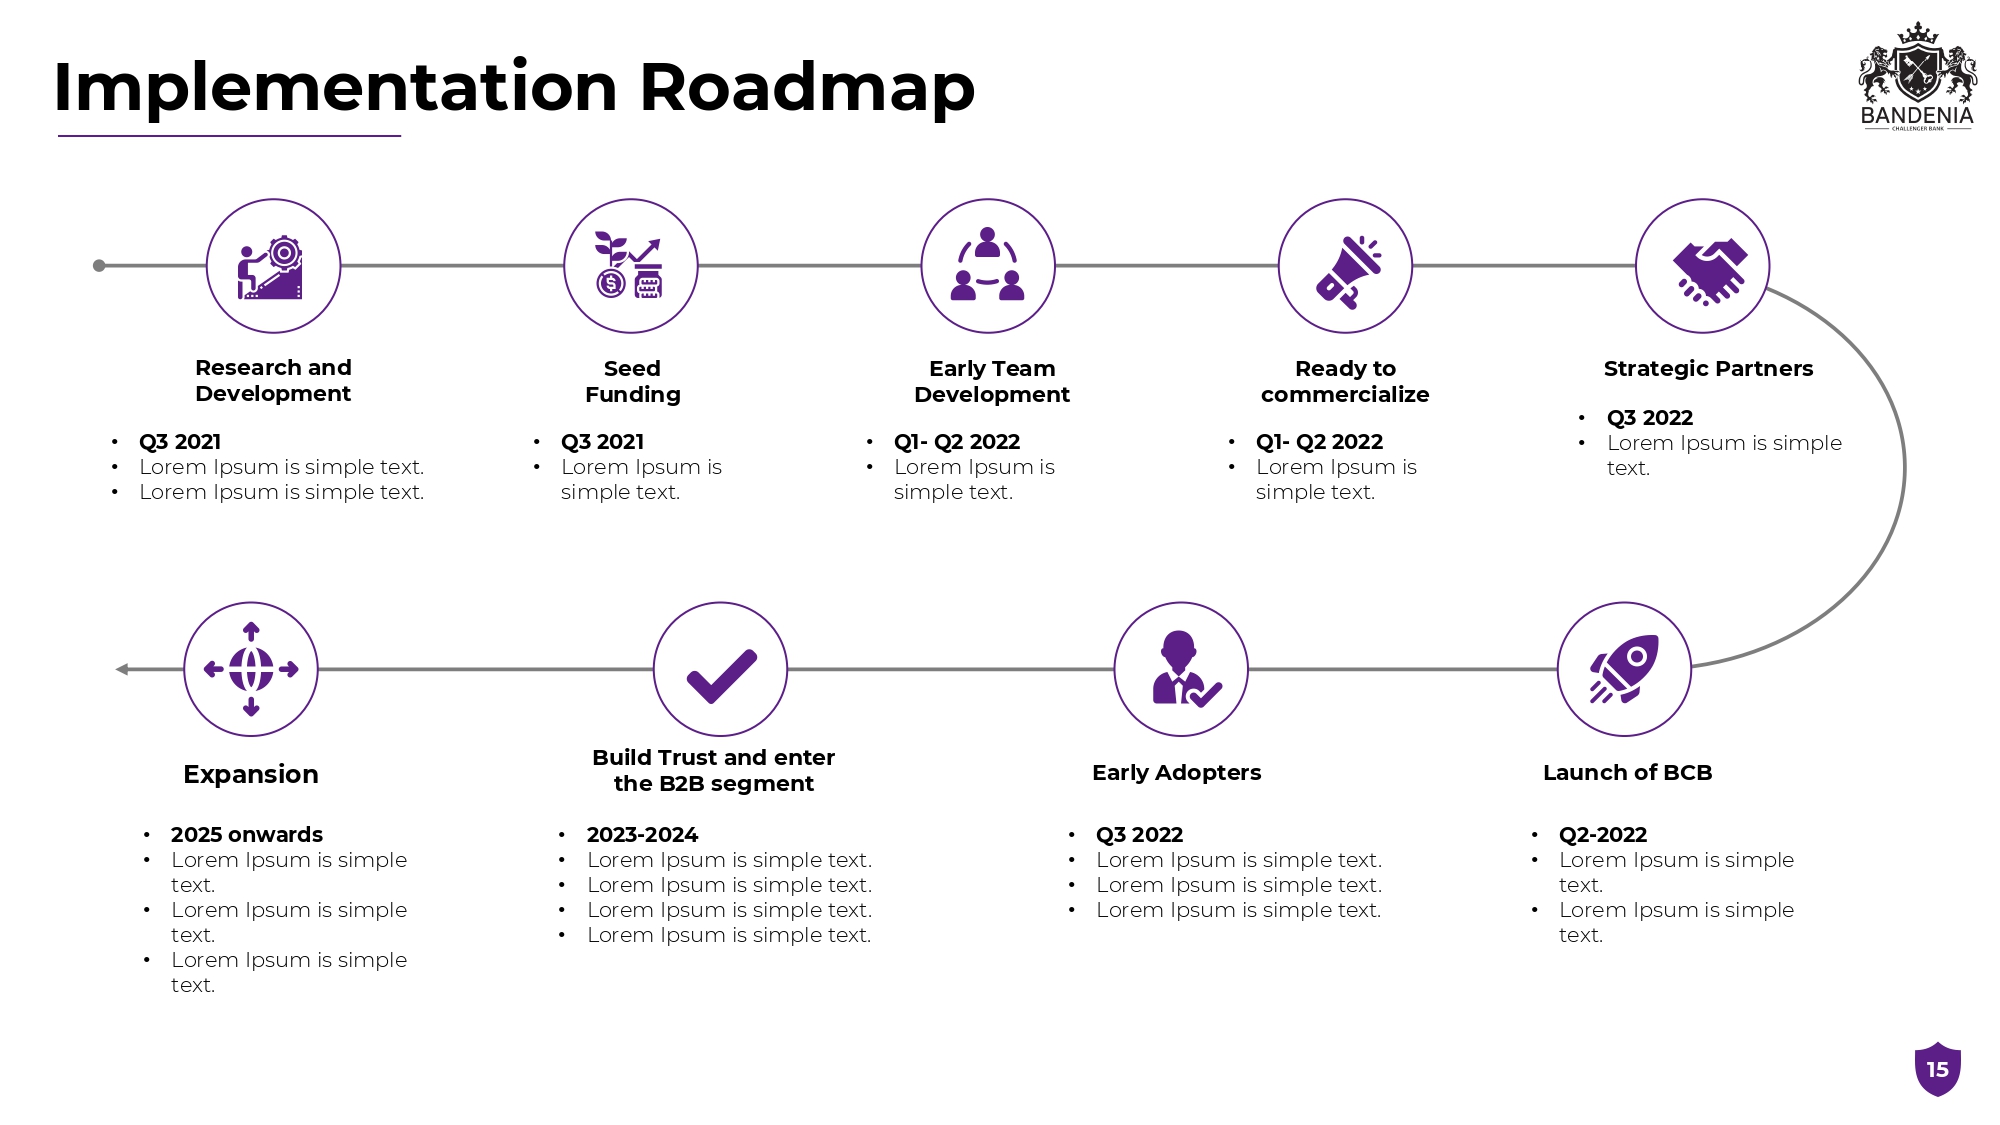 Implementation Roadmap
BANDENIA
CHALLENGER BANK
Research and
Development
• Q3 2021
• Lorem Ipsum is simple text.
• Lorem Ipsum is simple text.
Seed
Funding
• Q3 2021
• Lorem Ipsum is
simple text.
Early Team
Development
• Q1- Q2 2022
• Lorem Ipsum is
simple text.
Ready to
commercialize
• Q1- Q2 2022
• Lorem Ipsum is
simple text.
Strategic Partners
• Q3 2022
• Lorem Ipsum is simple
text.
Expansion
• 2025 onwards
• Lorem Ipsum is simple
text.
• Lorem Ipsum is simple
text.
• Lorem Ipsum is simple
text.
Build Trust and enter
the B2B segment
• 2023-2024
• Lorem Ipsum is simple text.
• Lorem Ipsum is simple text.
• Lorem Ipsum is simple text.
• Lorem Ipsum is simple text.
Early Adopters
• Q3 2022
• Lorem Ipsum is simple text.
• Lorem Ipsum is simple text.
• Lorem Ipsum is simple text.
Launch of BCB
• Q2-2022
• Lorem Ipsum is simple
text.
• Lorem Ipsum is simple
text.
15